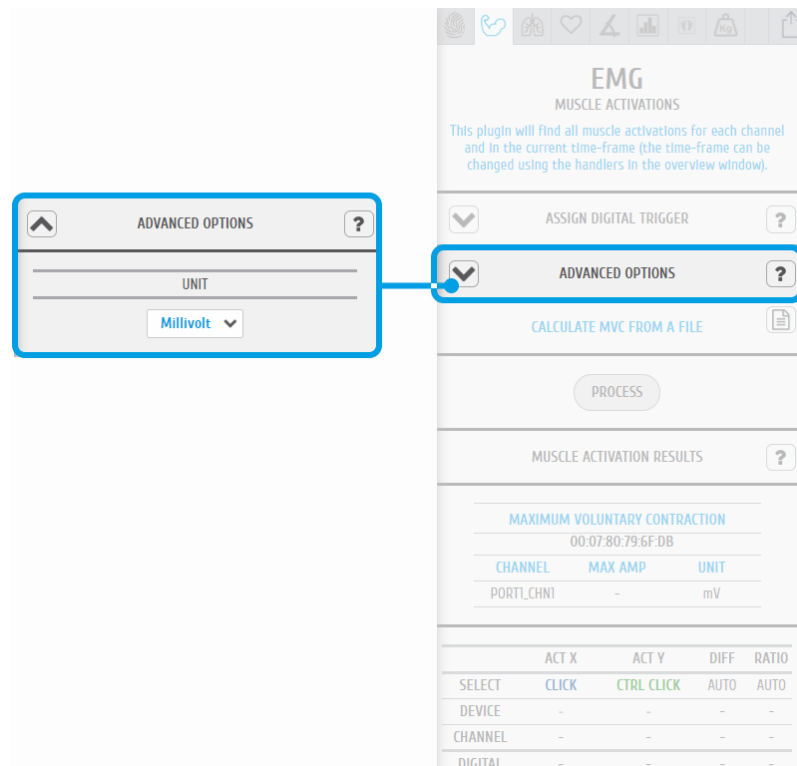 Kg
EMG
MUSCLE ACTIVATIONS
This plugin will find all muscle activations for each channel
and in the current time-frame (the time-frame can be
changed using the handlers in the overview window).
ADVANCED OPTIONS ?
UNIT
Millivolt
ASSIGN DIGITAL TRIGGER ?
ADVANCED OPTIONS ?
CALCULATE MVC FROM A FILE
PROCESS
MUSCLE ACTIVATION RESULTS ?
MAXIMUM VOLUNTARY CONTRACTION
00:07:80:79:6F:DB
CHANNEL MAX AMP UNIT
PORT1_CHN1 - mV
ACT X ACT Y DIFF RATIO
SELECT CLICK CTRL CLICK AUTO AUTO
DEVICE - - - -
CHANNEL - - - -
DIGITAL - - - -